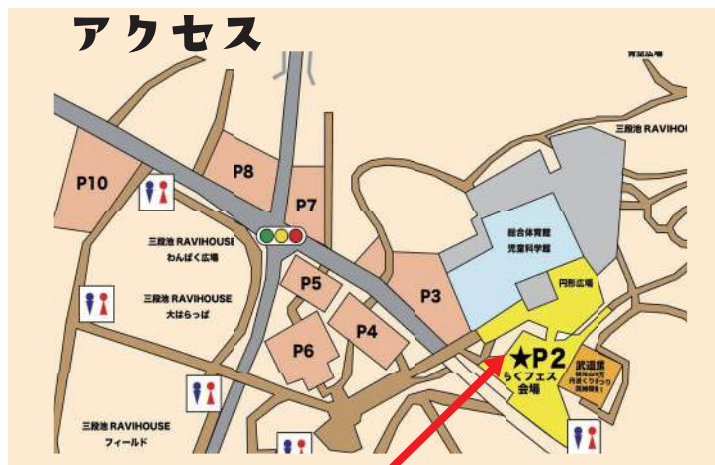 アクセス
三段池 RAVIHOU
P10
P8
P7
総合体育館
児童科学館
三段池 RAVIHOUSE
わんぱく広場
円形広場
P5
P3
三段池 RAVIHOUSE
大はらっぱ
P4
P6
★P2
らくフェス
会場
武道館
三段池 RAVIHOUSE
フィールド